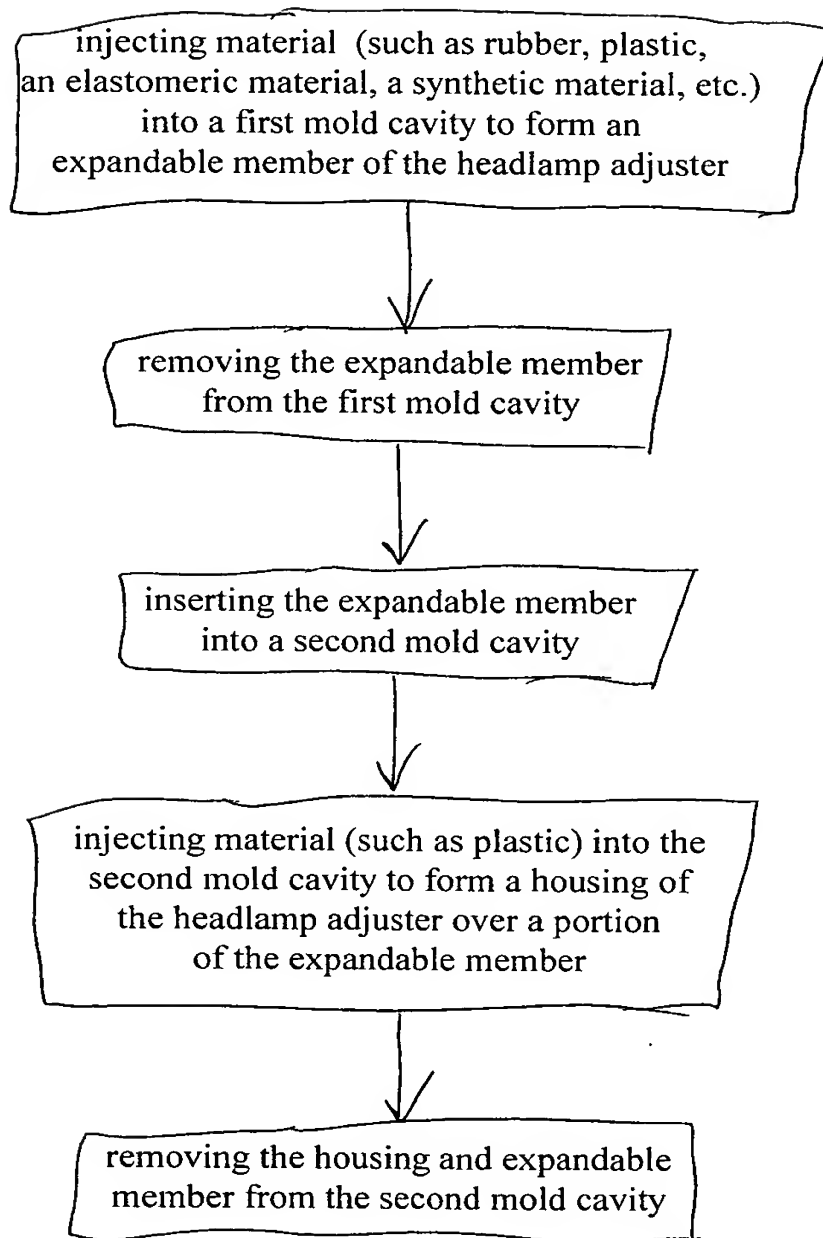 injecting material (such as rubber, plastic,
an elastomeric material, a synthetic material, etc.)
into a first mold cavity to form an
expandable member of the headlamp adjuster
removing the expandable member
from the first mold cavity
inserting the expandable member
into a second mold cavity
injecting material (such as plastic) into the
second mold cavity to form a housing of
the headlamp adjuster over a portion
of the expandable member
removing the housing and expandable
member from the second mold cavity